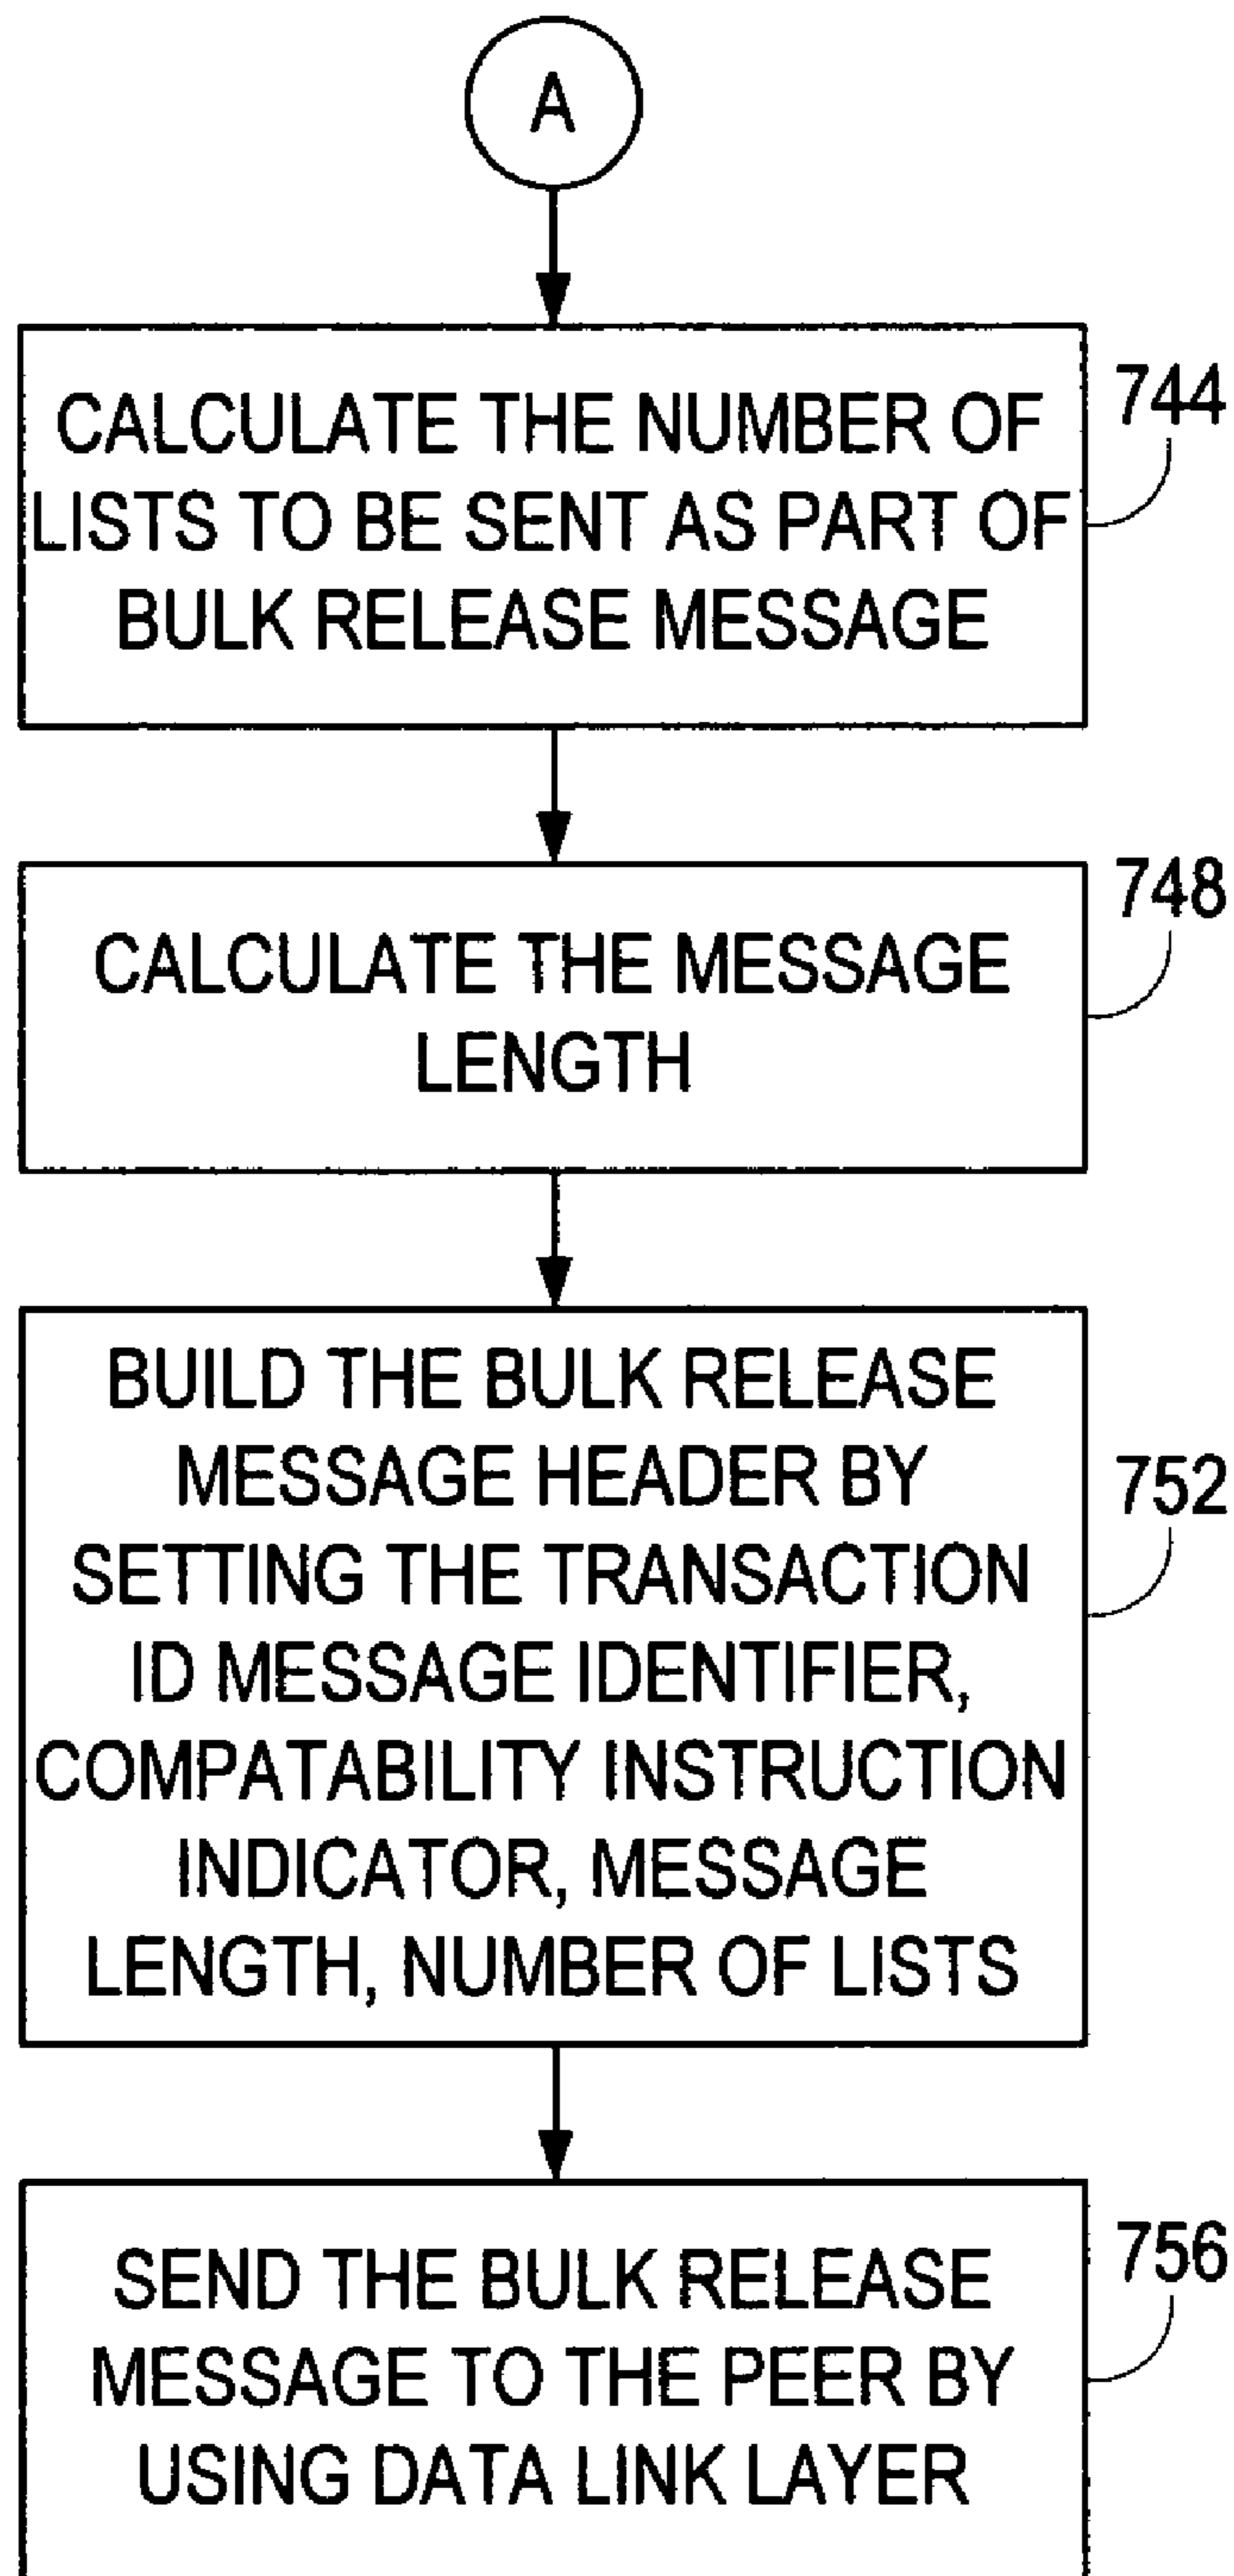 A
CALCULATE THE NUMBER OF
LISTS TO BE SENT AS PART OF
BULK RELEASE MESSAGE
744
CALCULATE THE MESSAGE
LENGTH
748
BUILD THE BULK RELEASE
MESSAGE HEADER BY
SETTING THE TRANSACTION
ID MESSAGE IDENTIFIER,
COMPATABILITY INSTRUCTION
INDICATOR, MESSAGE
LENGTH, NUMBER OF LISTS
752
SEND THE BULK RELEASE
MESSAGE TO THE PEER BY
USING DATA LINK LAYER
756